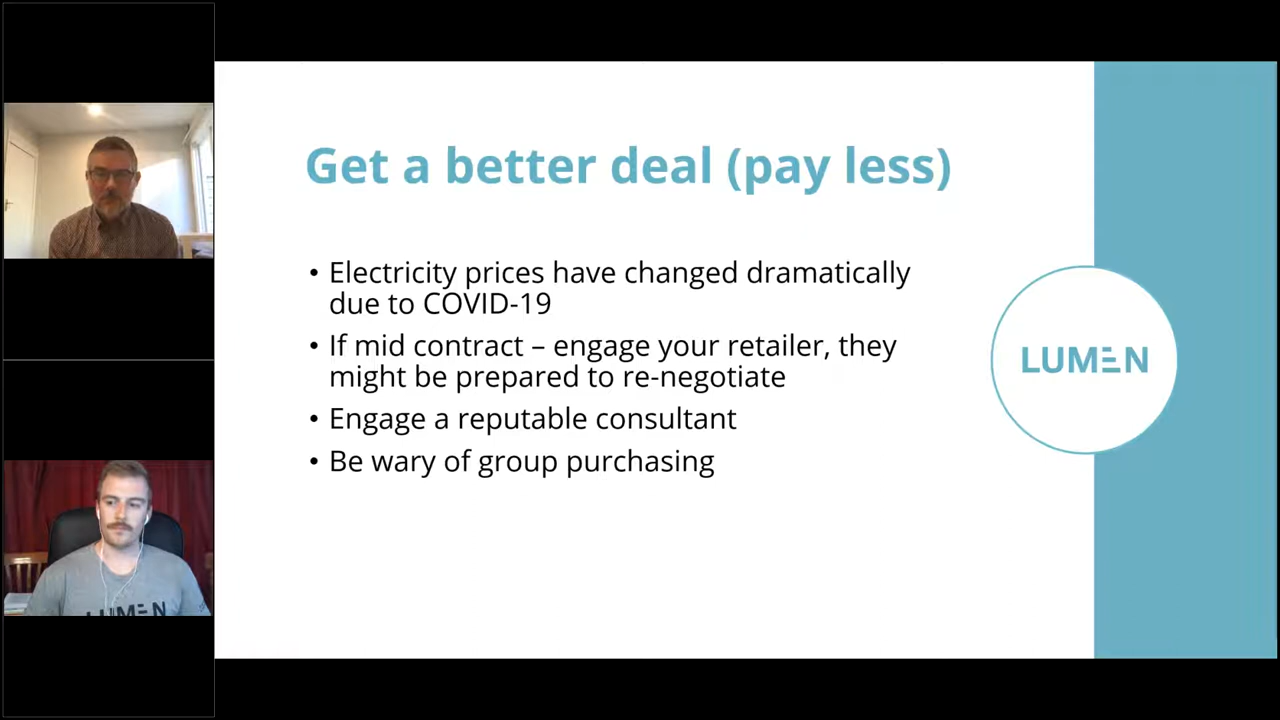 Get a better deal (pay less)
• Electricity prices have changed dramatically
due to COVID-19
• If mid contract – engage your retailer, they
might be prepared to re-negotiate
• Engage a reputable consultant
• Be wary of group purchasing
LUMEN
LUMEN